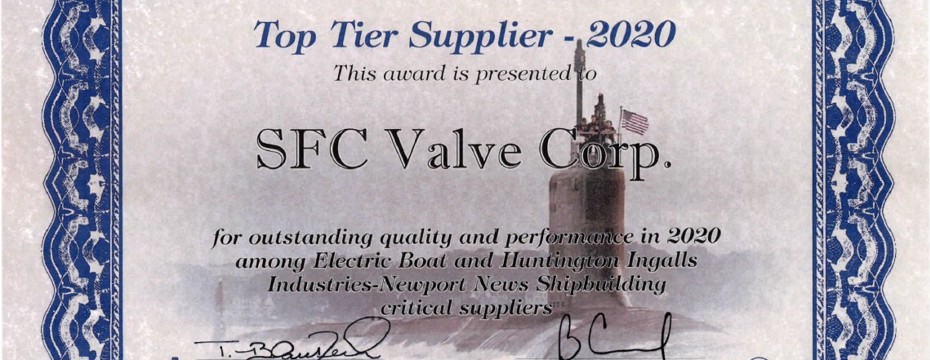 Top Tier Supplier - 2020
This award is presented to
SFC Valve Corp.
for outstanding quality and performance in 2020
among Electric Boat and Huntington Ingalls
Industries-Newport News Shipbuilding
critical suppliers